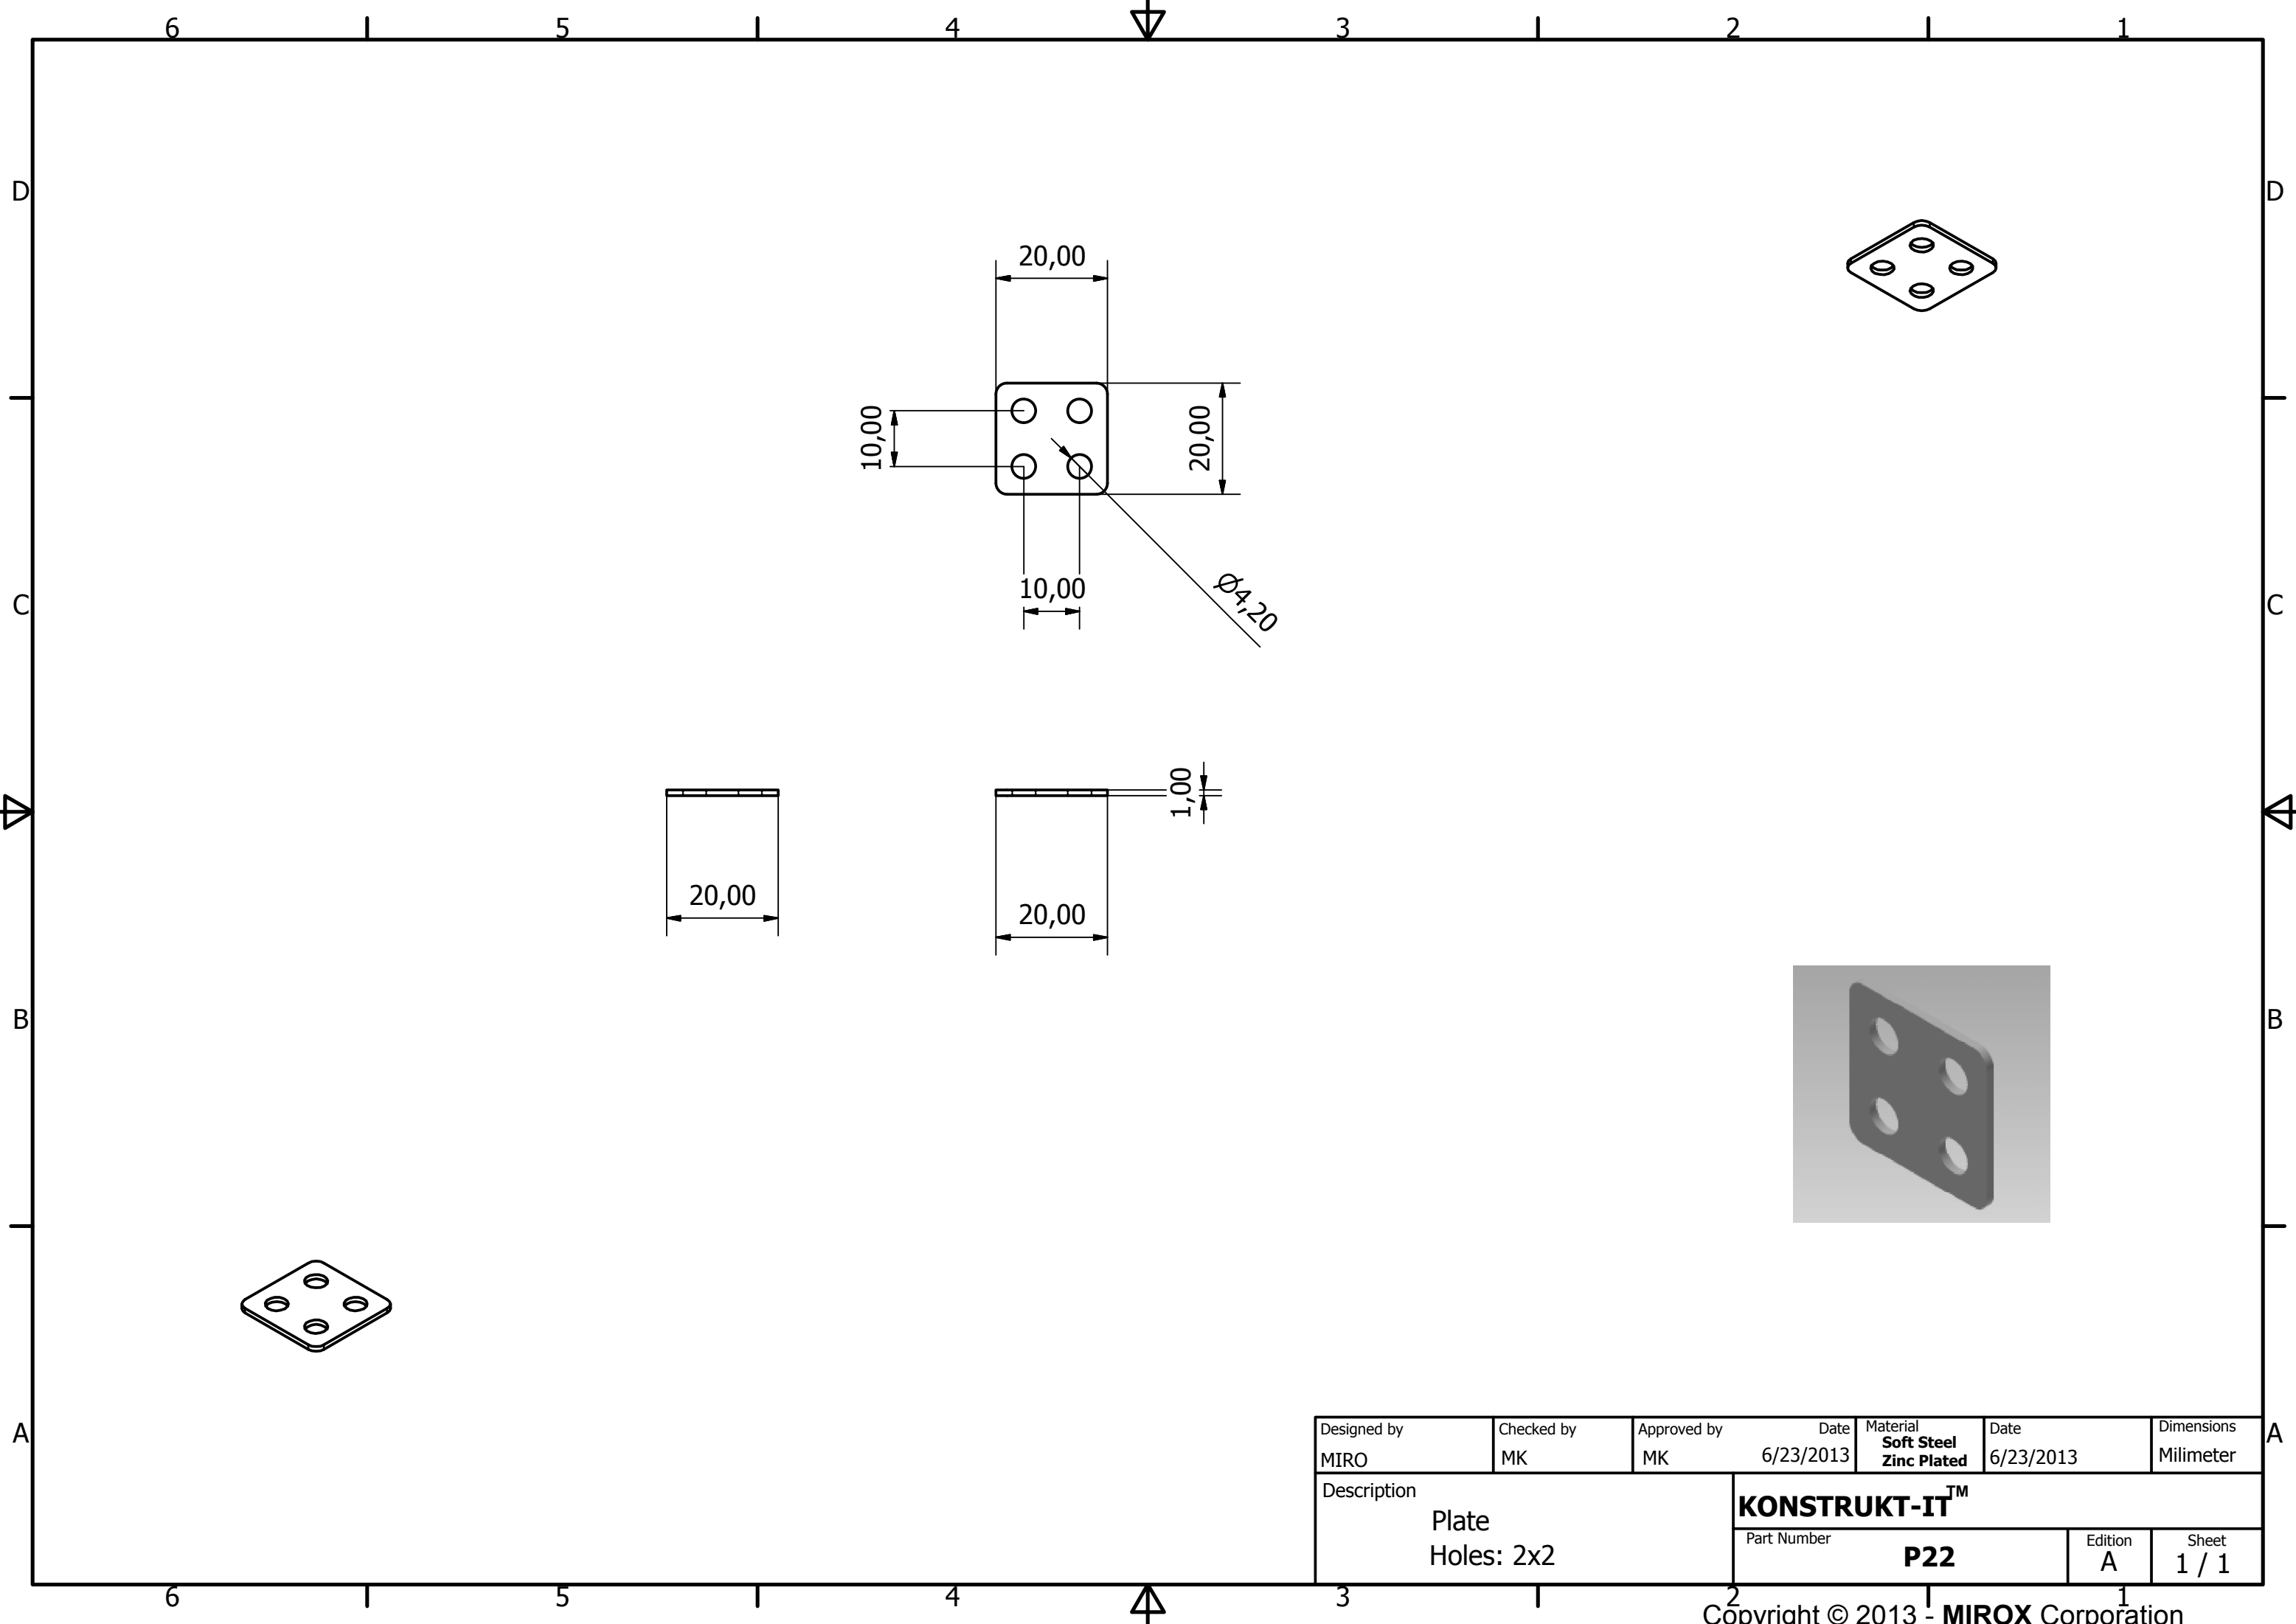 6 5 4 3 2 1
D D
20,00
10,00
20,00
10,00
Ø4,20
C C
1,00
20,00
20,00
B B
A A
Designed by
MIRO
Checked by
MK
Approved by Date
MK 6/23/2013
Material
Soft Steel
Zinc Plated
Date
6/23/2013
Dimensions
Milimeter
Description
Plate
Holes: 2x2
KONSTRUKT-IT™
Part Number
P22
Edition
A
Sheet
1 / 1
6 5 4 3 2 1
Copyright © 2013 - MIROX Corporation